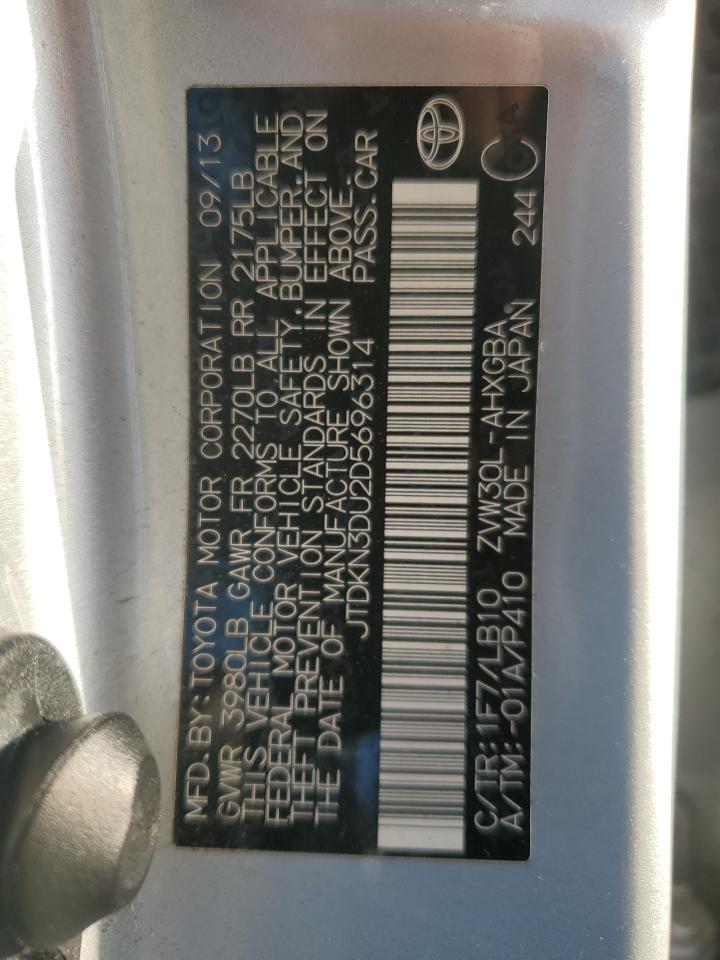 MFD.BY:TOYOTA MOTOR CORPORATION 09/13
GVWR 3980LB GAWR FR 2270LB RR 2175LB
THIS VEHICLE CONFORMS TO ALL APPLICABLE
FEDERAL MOTOR VEHICLE SAFETY,BUMPER,AND
THEFT PREVENTION STANDARDS IN EFFECT ON
THE DATE OF MANUFACTURE SHOWN ABOVE.
JTDKN3DU2D5696314 PASS.CAR
C/TR:1F7/LB10 ZVW30L-AHXGBA
A/TM:-01A/P410 MADE IN JAPAN 244